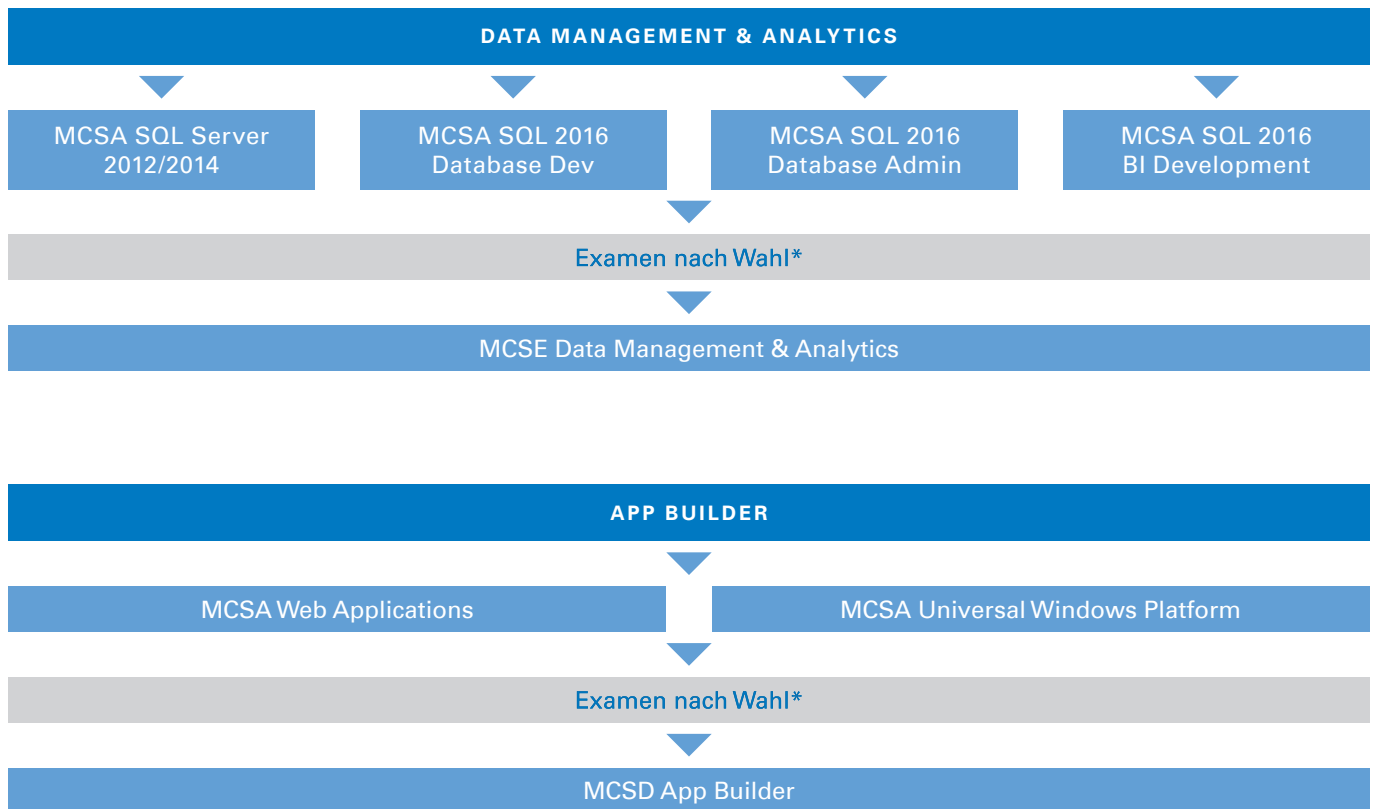 DATA MANAGEMENT & ANALYTICS
MCSA SQL Server
2012/2014
MCSA SQL 2016
Database Dev
MCSA SQL 2016
Database Admin
MCSA SQL 2016
BI Development
Examen nach Wahl*
MCSE Data Management & Analytics
APP BUILDER
MCSA Web Applications
MCSA Universal Windows Platform
Examen nach Wahl*
MCSD App Builder